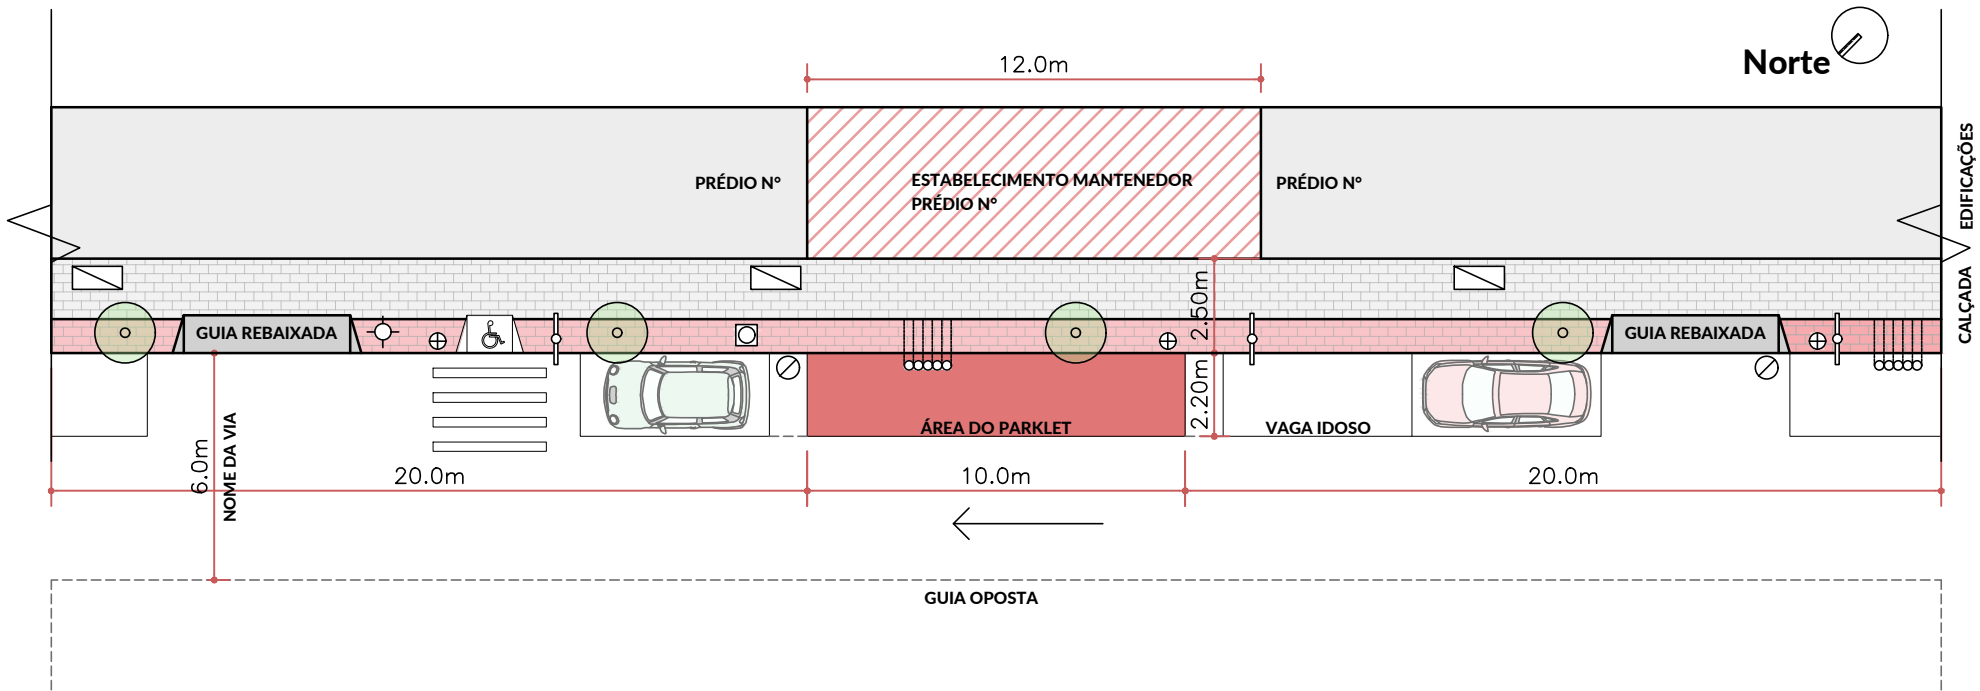 Norte
12.0m
PRÉDIO Nº
ESTABELECIMENTO MANTENEDOR
PRÉDIO Nº
PRÉDIO Nº
EDIFICAÇÕES
CALÇADA
2.50m
GUIA REBAIXADA
GUIA REBAIXADA
2.20m
ÁREA DO PARKLET
VAGA IDOSO
6.0m
NOME DA VIA
20.0m
10.0m
20.0m
GUIA OPOSTA